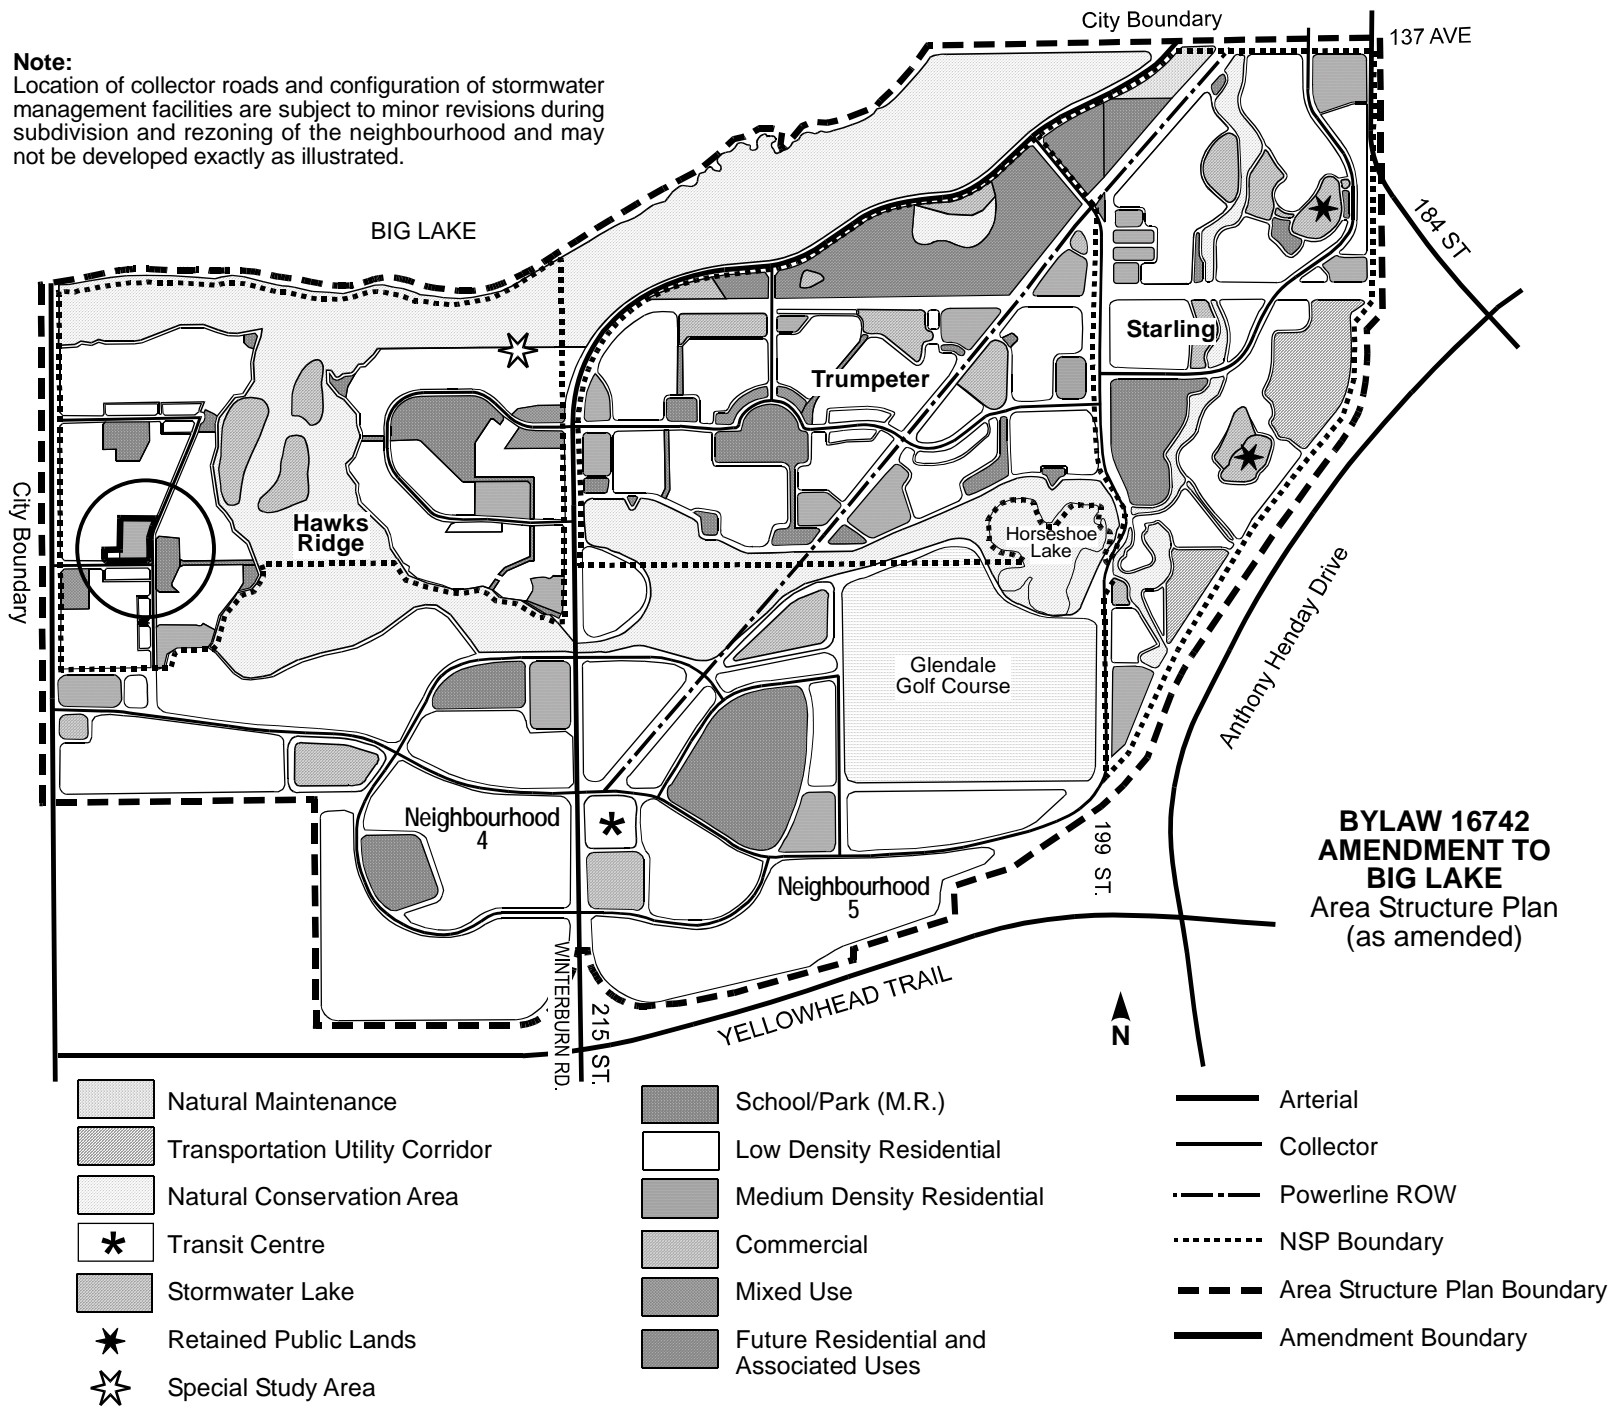 City Boundary
137 AVE
Note:
Location of collector roads and configuration of stormwater
management facilities are subject to minor revisions during
subdivision and rezoning of the neighbourhood and may
not be developed exactly as illustrated.
BIG LAKE
184 ST
Starling
Trumpeter
City Boundary
Hawks
Ridge
Horseshoe
Lake
Anthony Henday Drive
Glendale
Golf Course
Neighbourhood
4
Neighbourhood
5
199 ST.
BYLAW 16742
AMENDMENT TO
BIG LAKE
Area Structure Plan
(as amended)
WINTERBURN RD.
215 ST.
YELLOWHEAD TRAIL
N
Natural Maintenance
Transportation Utility Corridor
Natural Conservation Area
Transit Centre
Stormwater Lake
Retained Public Lands
Special Study Area
School/Park (M.R.)
Low Density Residential
Medium Density Residential
Commercial
Mixed Use
Future Residential and
Associated Uses
Arterial
Collector
Powerline ROW
NSP Boundary
Area Structure Plan Boundary
Amendment Boundary